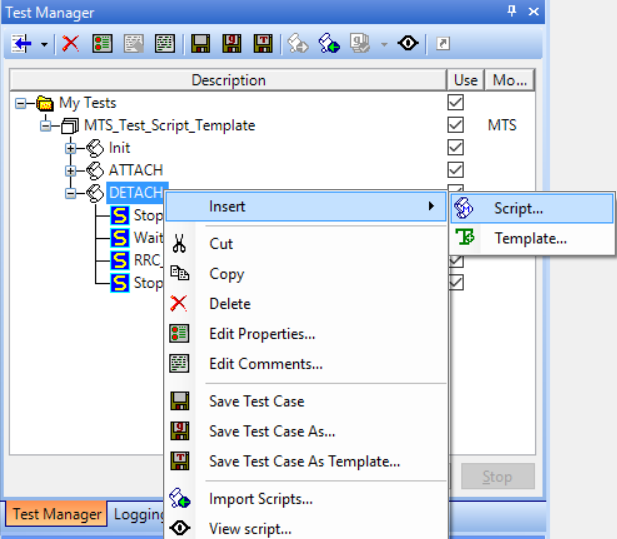 Test Manager
Description Use Mo...
My Tests
MTS_Test_Script_Template MTS
Init
ATTACH
DETACH
S Stop
S Wait
S RRC_
S Stop
Insert
Cut
Copy
Delete
Edit Properties...
Edit Comments...
Save Test Case
Save Test Case As...
Save Test Case As Template...
Import Scripts...
View script...
Script...
Template...
Stop
Test Manager Logging